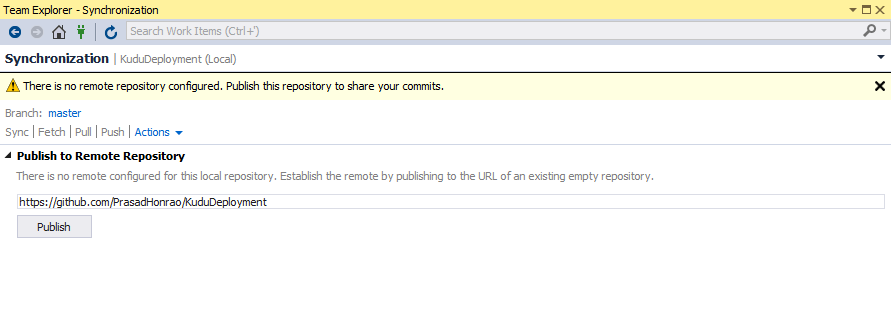 Team Explorer - Synchronization
Search Work Items (Ctrl+')
Synchronization | KuduDeployment (Local)
There is no remote repository configured. Publish this repository to share your commits.
Branch: master
Sync | Fetch | Pull | Push | Actions
Publish to Remote Repository
There is no remote configured for this local repository. Establish the remote by publishing to the URL of an existing empty repository.
https://github.com/PrasadHonrao/KuduDeployment
Publish